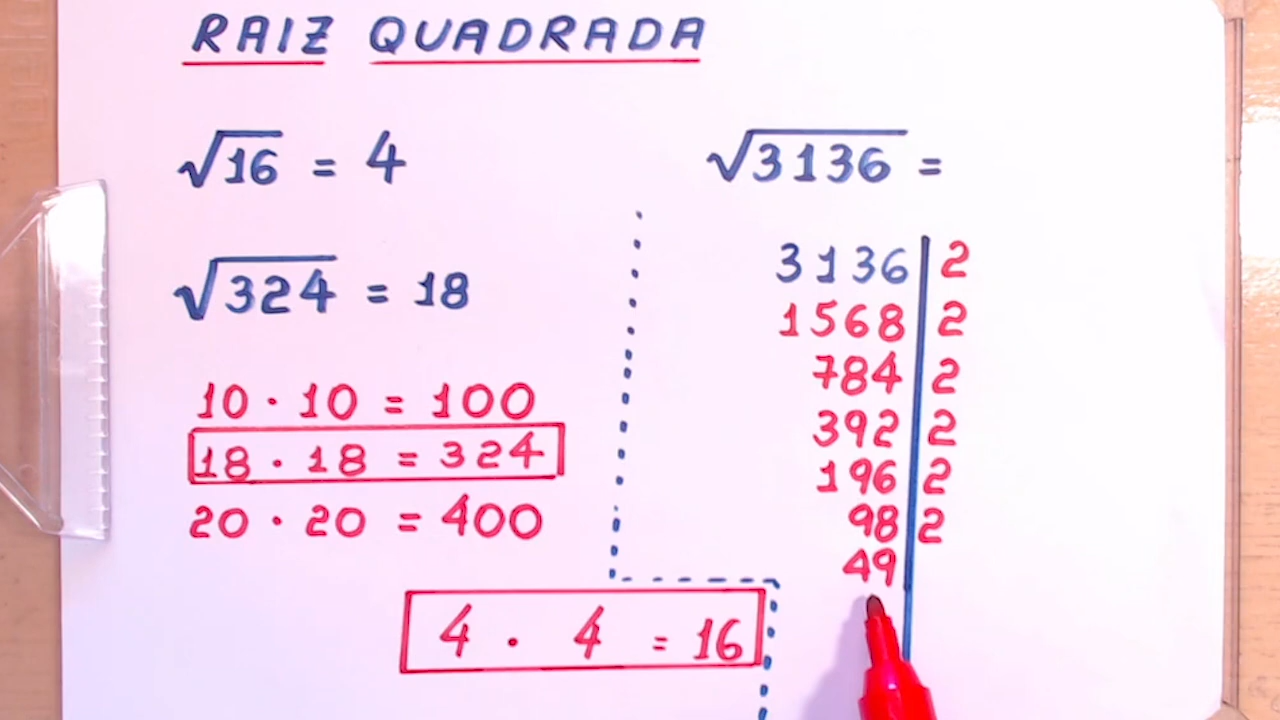 RAIZ QUADRADA
√16 = 4
√324 = 18
10 · 10 = 100
18 · 18 = 324
20 · 20 = 400
4 · 4 = 16
√3136 =
3136 2
1568 2
784 2
392 2
196 2
98 2
49